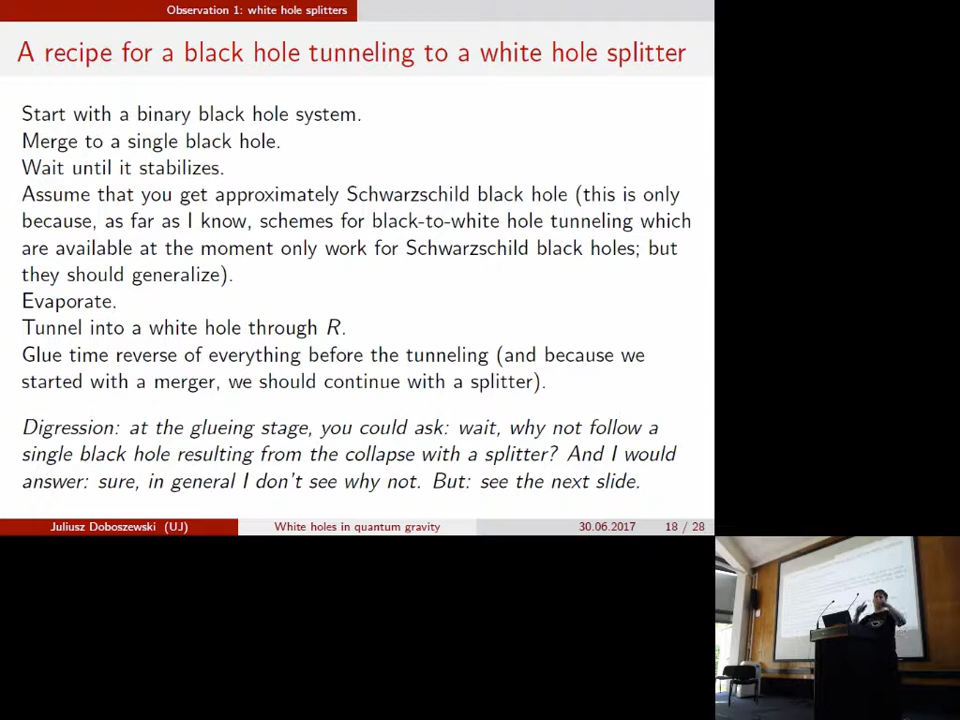 Observation 1: white hole splitters
A recipe for a black hole tunneling to a white hole splitter
Start with a binary black hole system.
Merge to a single black hole.
Wait until it stabilizes.
Assume that you get approximately Schwarzschild black hole (this is only
because, as far as I know, schemes for black-to-white hole tunneling which
are available at the moment only work for Schwarzschild black holes; but
they should generalize).
Evaporate.
Tunnel into a white hole through R.
Glue time reverse of everything before the tunneling (and because we
started with a merger, we should continue with a splitter).
Digression: at the glueing stage, you could ask: wait, why not follow a
single black hole resulting from the collapse with a splitter? And I would
answer: sure, in general I don't see why not. But: see the next slide.
Juliusz Doboszewski (UJ) White holes in quantum gravity 30.06.2017 18 / 28